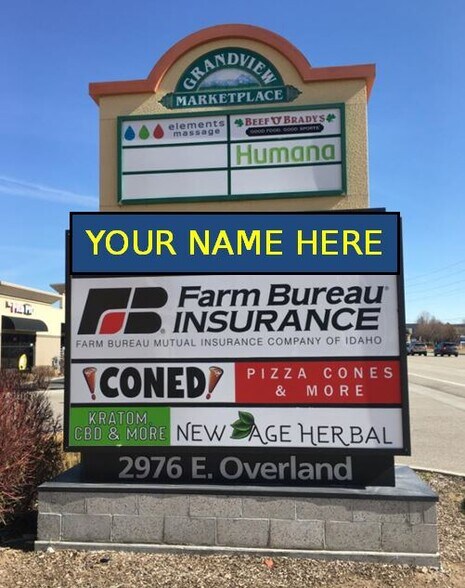 GRANDVIEW
MARKETPLACE
elements
massage
BEEF 'O' BRADY'S
GOOD FOOD. GOOD SPORTS.
Humana
YOUR NAME HERE
FB
Farm Bureau
INSURANCE
FARM BUREAU MUTUAL INSURANCE COMPANY OF IDAHO
CONED
PIZZA CONES
& MORE
KRATOM
CBD & MORE
NEW AGE HERBAL
2976 E. Overland